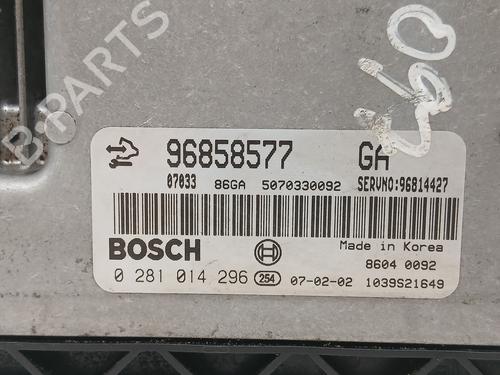 B-PARTS
96858577 GA
07033 86GA 5070330092 SERVNO:96814427
BOSCH Made in Korea
8604 0092
0 281 014 296 254 07-02-02 1039S21649